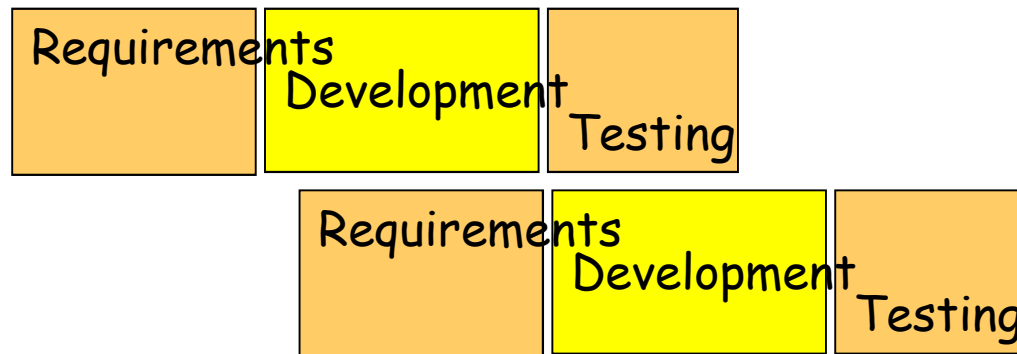 Requirements
Development
Testing
Requirements
Development
Testing